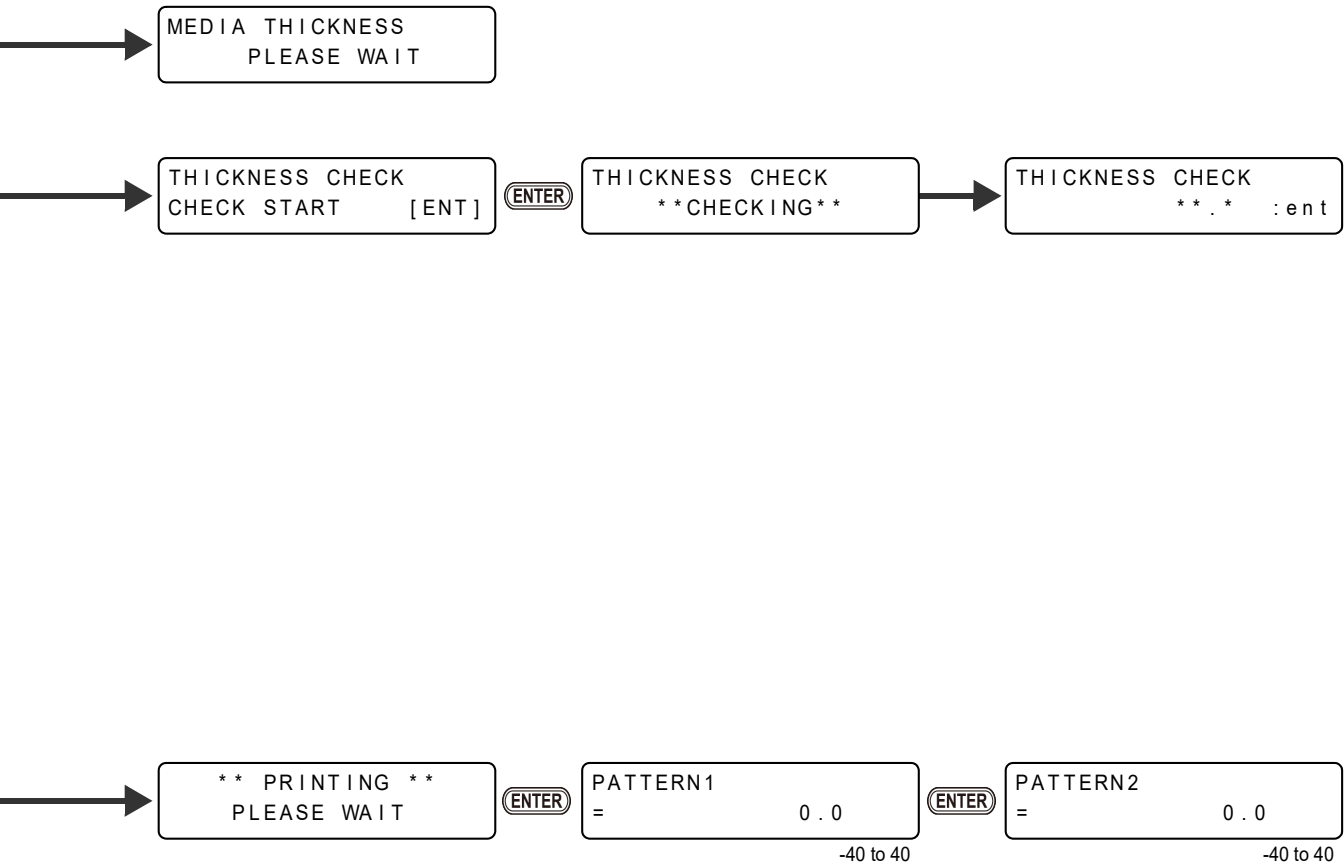 MEDIA THICKNESS
PLEASE WAIT
THICKNESS CHECK
CHECK START [ENT]
ENTER
THICKNESS CHECK
**CHECKING**
THICKNESS CHECK
**.* :ent
** PRINTING **
PLEASE WAIT
ENTER
PATTERN1
= 0.0
-40 to 40
ENTER
PATTERN2
= 0.0
-40 to 40